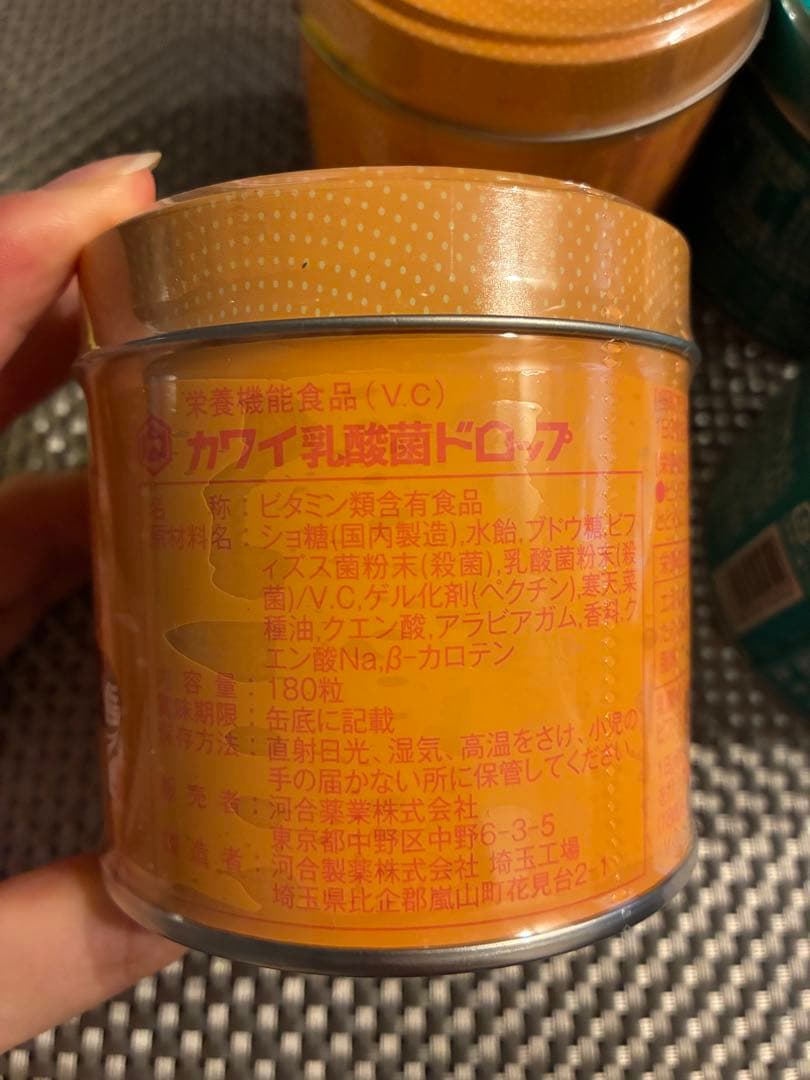 栄養機能食品(V.C)
カワイ乳酸菌ドロップ
名 称:ビタミン類含有食品
原材料名:ショ糖(国内製造),水飴,ブドウ糖,ビフ
ィズス菌粉末(殺菌),乳酸菌粉末(殺
菌)/V.C,ゲル化剤(ペクチン),寒天,菜
種油,クエン酸,アラビアガム,香料,ク
エン酸Na,β-カロテン
内容量:180粒
賞味期限:缶底に記載
保存方法:直射日光、湿気、高温をさけ、小児の
手の届かない所に保管してください。
販売者:河合薬業株式会社
東京都中野区中野6-3-5
製造者:河合製薬株式会社 埼玉工場
埼玉県比企郡嵐山町花見台2-1